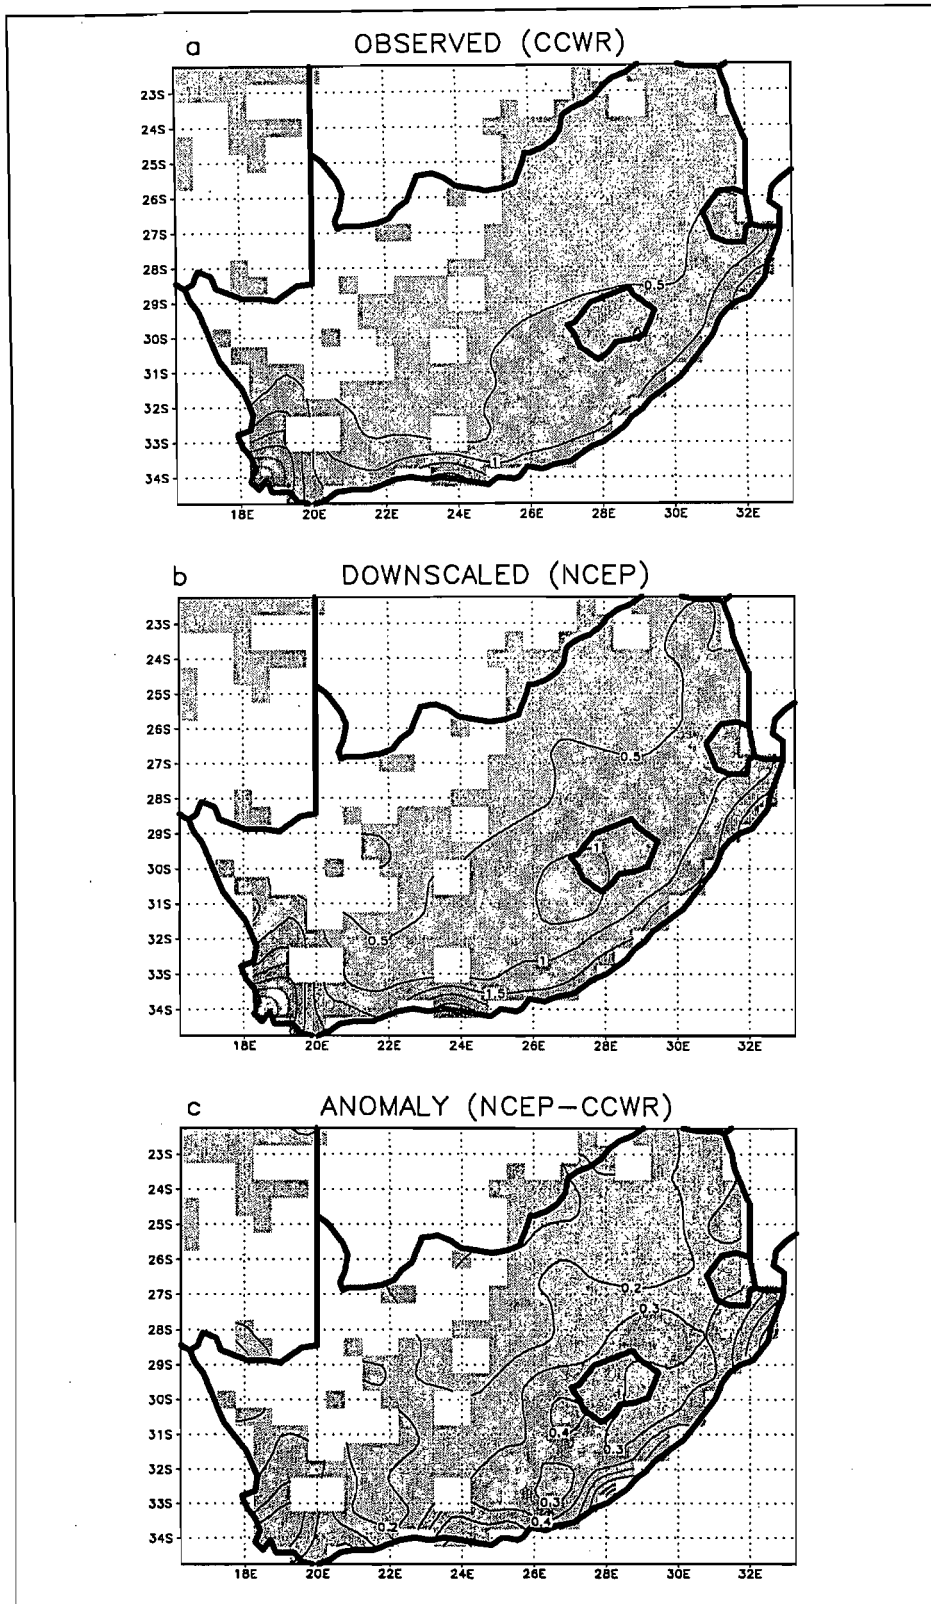 a
OBSERVED (CCWR)
23S
24S
25S
26S
27S
28S
29S
30S
31S
32S
33S
34S
0.5
1
18E 20E 22E 24E 26E 28E 30E 32E
b
DOWNSCALED (NCEP)
23S
24S
25S
26S
27S
28S
29S
30S
31S
32S
33S
34S
0.5
1
0.5
1
1.5
18E 20E 22E 24E 26E 28E 30E 32E
c
ANOMALY (NCEP-CCWR)
23S
24S
25S
26S
27S
28S
29S
30S
31S
32S
33S
34S
0.2
0.3
0.4
0.3
0.3
0.4
0.2
18E 20E 22E 24E 26E 28E 30E 32E